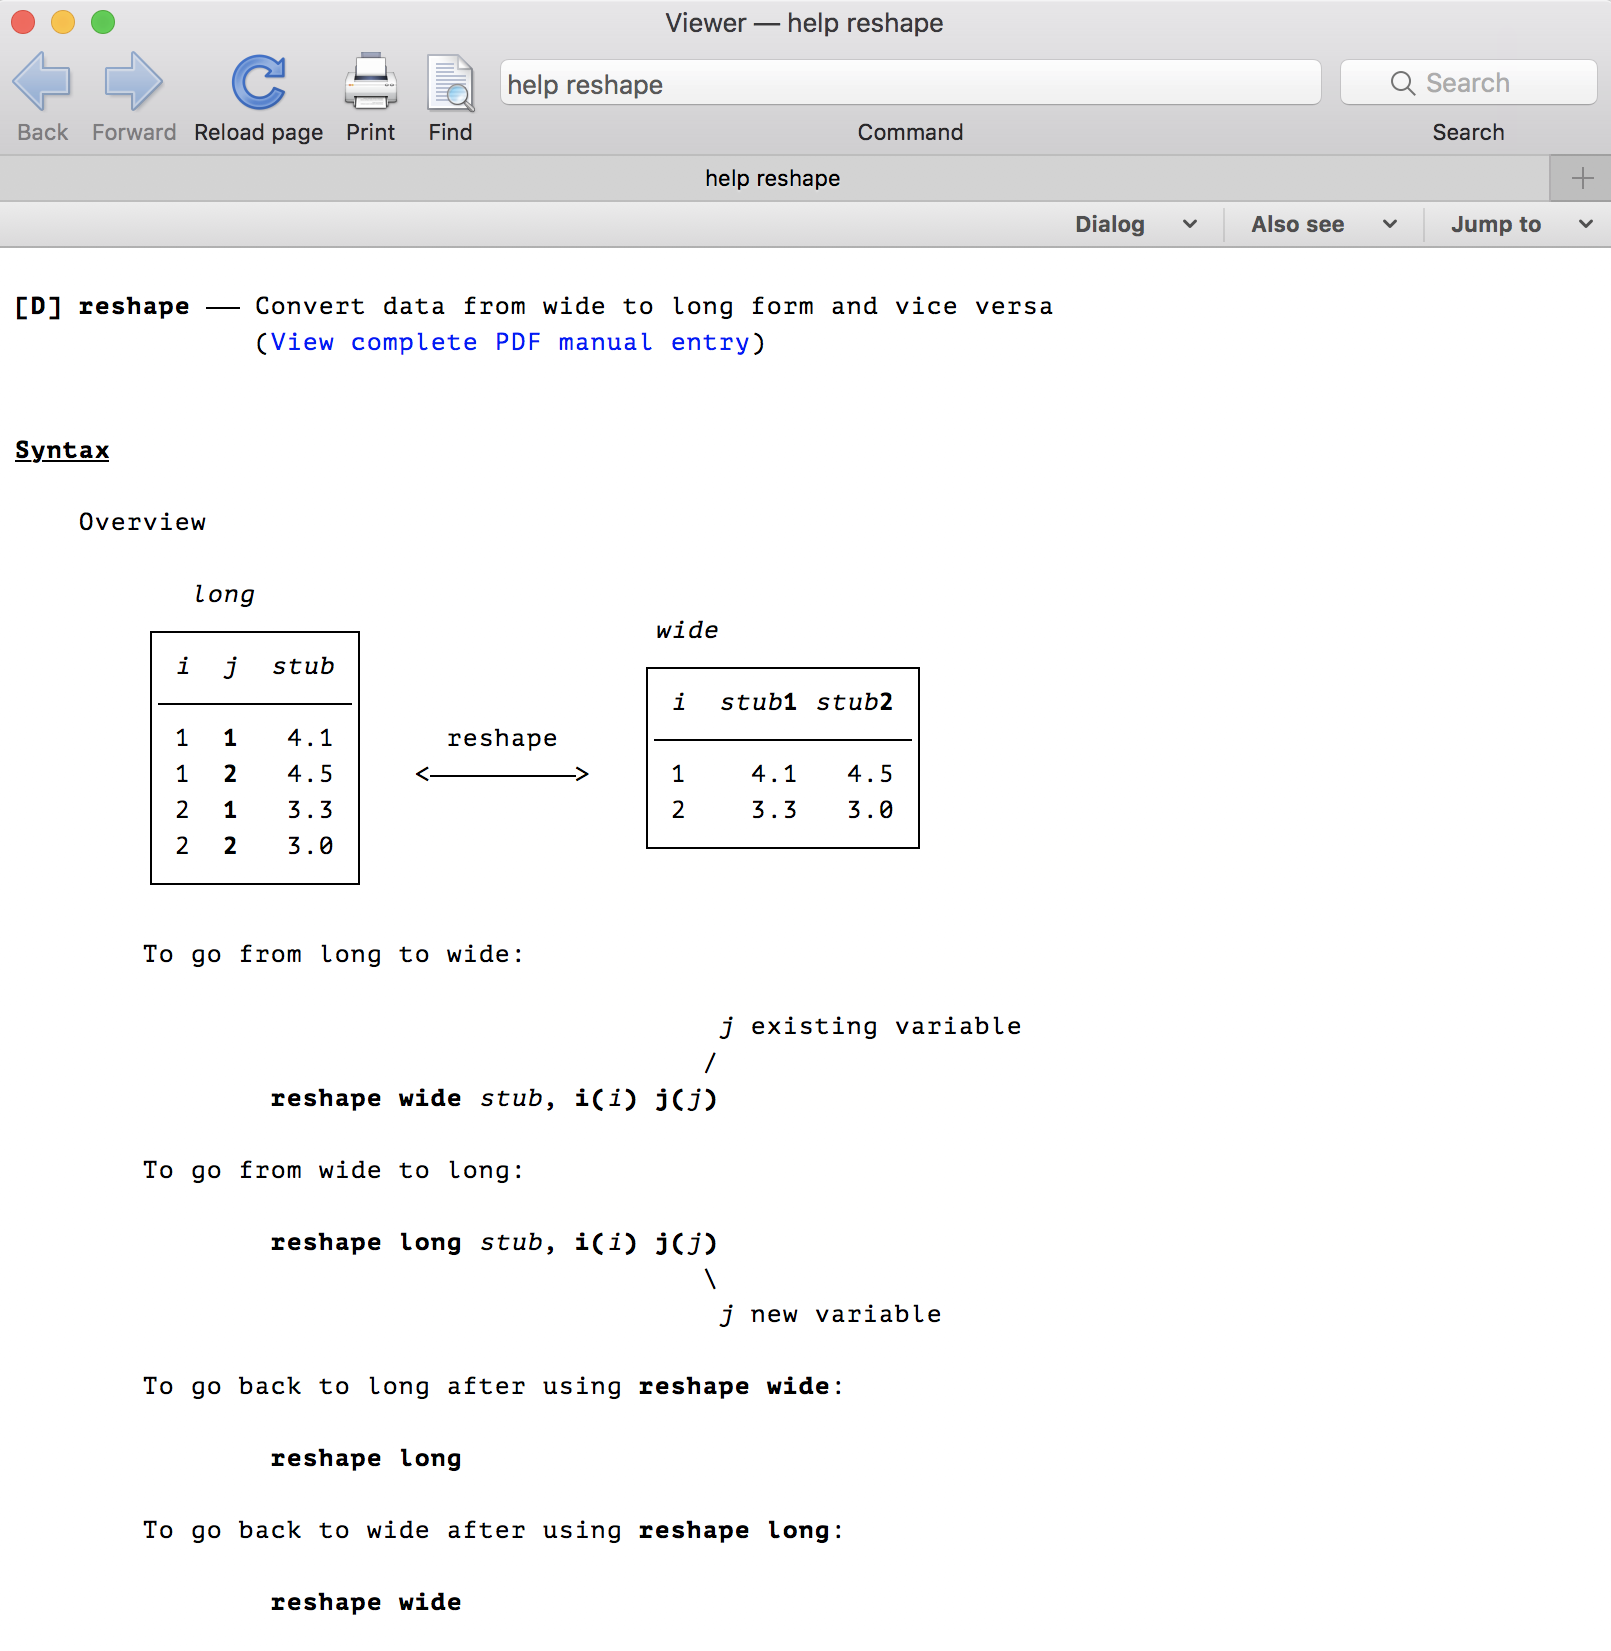 Viewer — help reshape
help reshape
Search
Back Forward Reload page Print Find Command Search
help reshape
Dialog Also see Jump to
[D] reshape — Convert data from wide to long form and vice versa
(View complete PDF manual entry)
Syntax
Overview
long
wide
i j stub
i stub1 stub2
1 1 4.1
reshape
1 2 4.5
<———>
1 4.1 4.5
2 1 3.3
2 3.3 3.0
2 2 3.0
To go from long to wide:
j existing variable
/
reshape wide stub, i(i) j(j)
To go from wide to long:
reshape long stub, i(i) j(j)
\
j new variable
To go back to long after using reshape wide:
reshape long
To go back to wide after using reshape long:
reshape wide